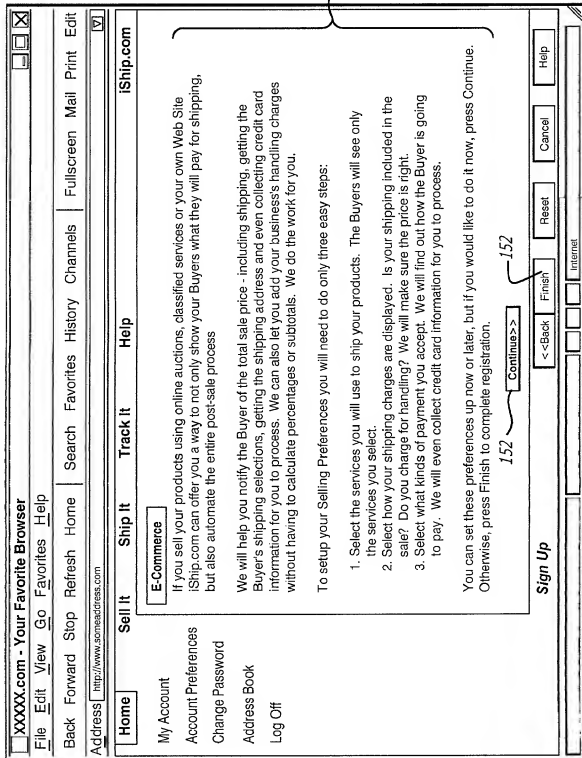 XXXXX.com - Your Favorite Browser
File Edit View Go Favorites Help
Back Forward Stop Refresh Home Search Favorites History Channels Fullscreen Mail Print Edit
Address http://www.someaddress.com
Home Sell It Ship It Track It Help iShip.com
My Account
Account Preferences
Change Password
Address Book
Log Off
E-Commerce
If you sell your products using online auctions, classified services or your own Web Site
iShip.com can offer you a way to not only show your Buyers what they will pay for shipping,
but also automate the entire post-sale process
We will help you notify the Buyer of the total sale price - including shipping, getting the
Buyer's shipping selections, getting the shipping address and even collecting credit card
information for you to process. We can also let you add your business's handling charges
without having to calculate percentages or subtotals. We do the work for you.
To setup your Selling Preferences you will need to do only three easy steps:
1. Select the services you will use to ship your products. The Buyers will see only
the services you select.
2. Select how your shipping charges are displayed. Is your shipping included in the
sale? Do you charge for handling? We will make sure the price is right.
3. Select what kinds of payment you accept. We will find out how the Buyer is going
to pay. We will even collect credit card information for you to process.
You can set these preferences up now or later, but if you would like to do it now, press Continue.
Otherwise, press Finish to complete registration.
152 Continue>> 152
Sign Up <<Back Finish Reset Cancel Help
Internet